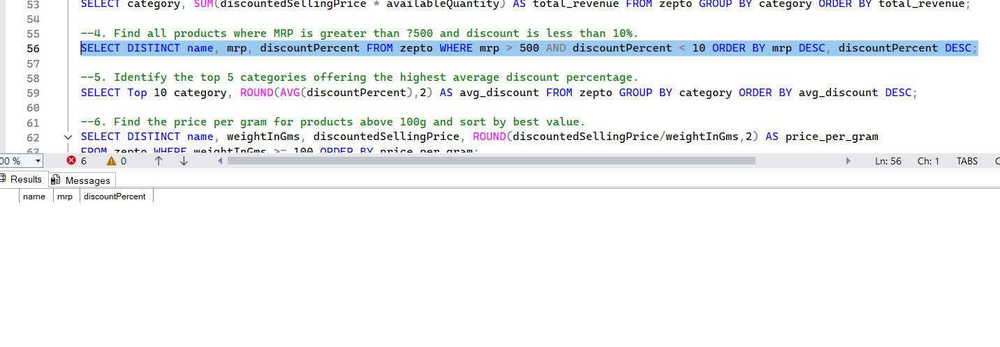 53 SELECT category, SUM(discountedSellingPrice * availableQuantity) AS total_revenue FROM zepto GROUP BY category ORDER BY total_revenue;
54
55 --4. Find all products where MRP is greater than ?500 and discount is less than 10%.
56 SELECT DISTINCT name, mrp, discountPercent FROM zepto WHERE mrp > 500 AND discountPercent < 10 ORDER BY mrp DESC, discountPercent DESC;
57
58 --5. Identify the top 5 categories offering the highest average discount percentage.
59 SELECT Top 10 category, ROUND(AVG(discountPercent),2) AS avg_discount FROM zepto GROUP BY category ORDER BY avg_discount DESC;
60
61 --6. Find the price per gram for products above 100g and sort by best value.
62 SELECT DISTINCT name, weightInGms, discountedSellingPrice, ROUND(discountedSellingPrice/weightInGms,2) AS price_per_gram
63 FROM zepto WHERE weightInGms >= 100 ORDER BY price_per_gram;
00 % 6 0 Ln: 56 Ch: 1 TABS
Results Messages
name mrp discountPercent